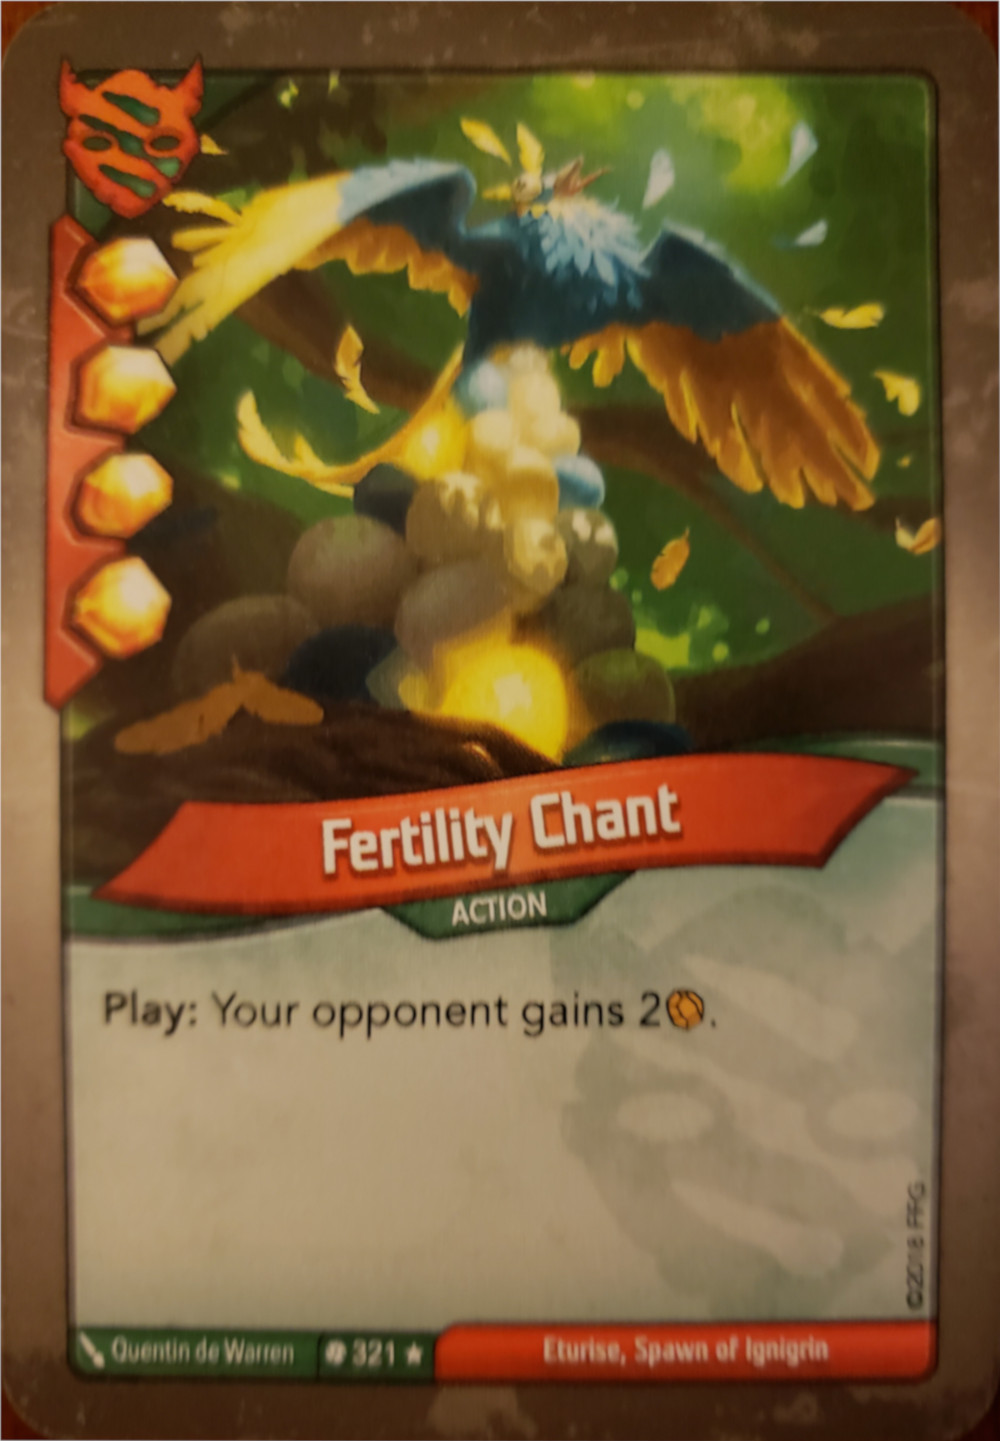 Fertility Chant
ACTION
Play: Your opponent gains 2.
©2018 FFG
Quentin de Warren
321
Eturise, Spawn of Ignigrin